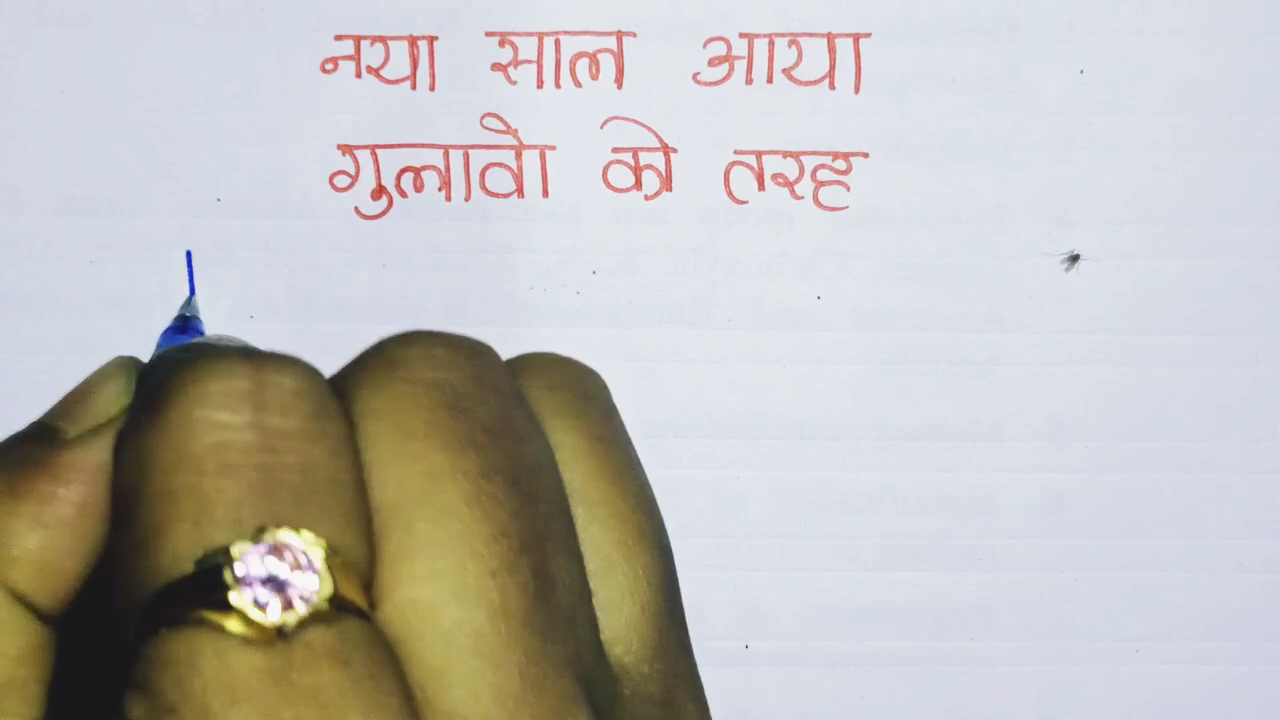 नया साल आया
गुलावो की तरह